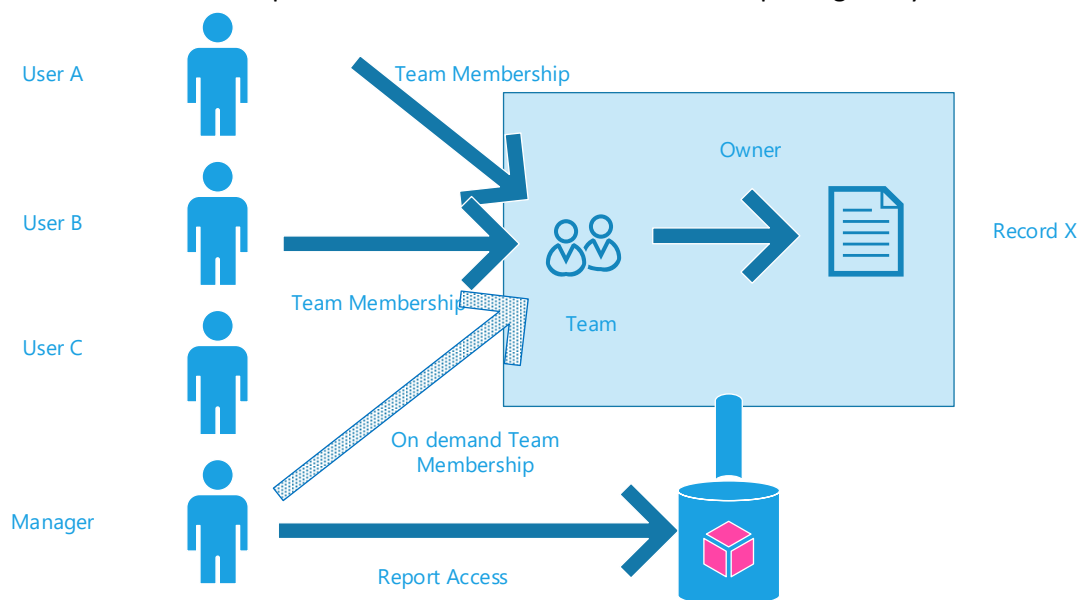 User A
Team Membership
Owner
User B
Record X
Team Membership
Team
User C
On demand Team
Membership
Manager
Report Access